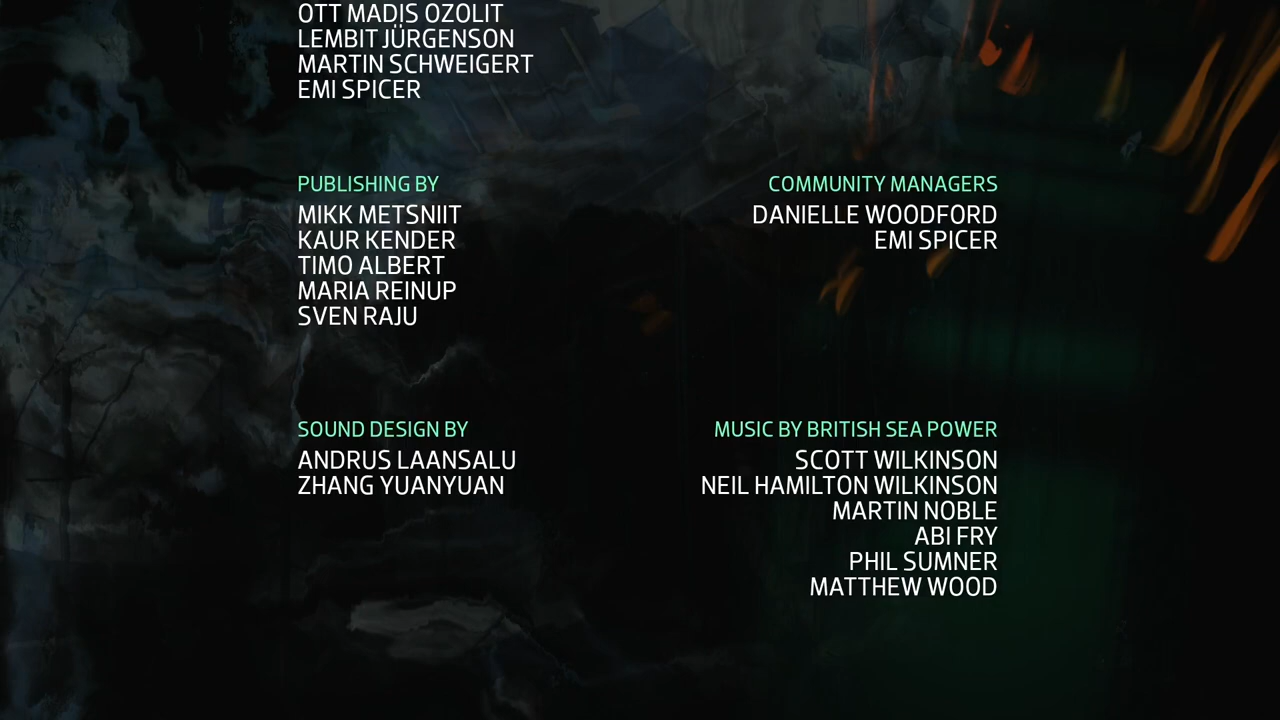 OTT MADIS OZOLIT
LEMBIT JÜRGENSON
MARTIN SCHWEIGERT
EMI SPICER
PUBLISHING BY
MIKK METSNIIT
KAUR KENDER
TIMO ALBERT
MARIA REINUP
SVEN RAJU
COMMUNITY MANAGERS
DANIELLE WOODFORD
EMI SPICER
SOUND DESIGN BY
ANDRUS LAANSALU
ZHANG YUANYUAN
MUSIC BY BRITISH SEA POWER
SCOTT WILKINSON
NEIL HAMILTON WILKINSON
MARTIN NOBLE
ABI FRY
PHIL SUMNER
MATTHEW WOOD